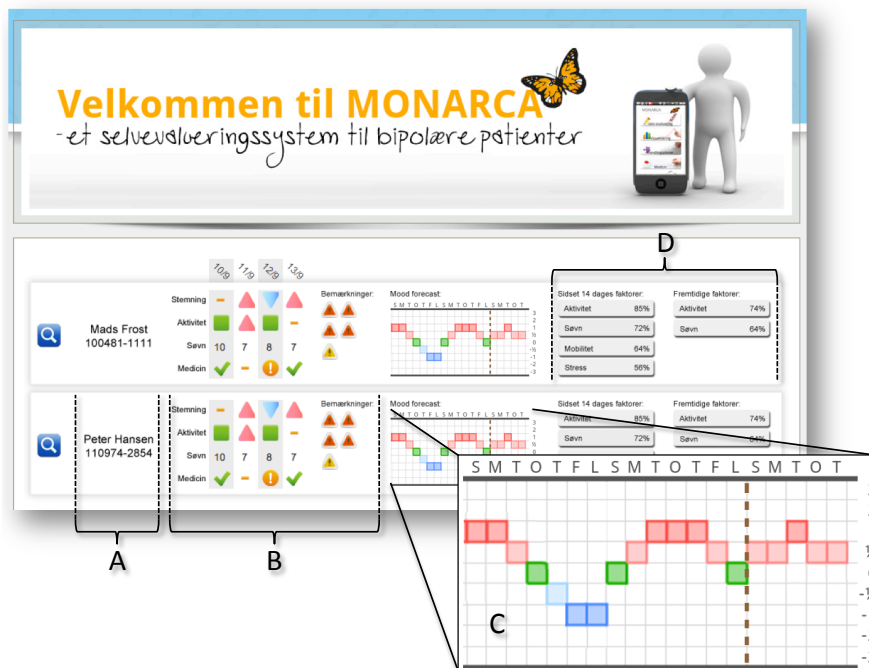 Velkommen til MONARCA
-et selvevalueringssystem til bipolære patienter
MONARCA
D
10/9 11/9 12/9 13/9
Stemning
Aktivitet
Søvn 10 7 8 7
Medicin
Mads Frost
100481-1111
Bemærkninger:
Mood forecast:
S M T O T F L S M T O T F L S M T O T
3
2
1
½
0
-½
-1
-2
-3
Sidset 14 dages faktorer:
Aktivitet 85%
Søvn 72%
Mobilitet 64%
Stress 56%
Fremtidige faktorer:
Aktivitet 74%
Søvn 64%
Stemning
Aktivitet
Søvn 10 7 8 7
Medicin
Peter Hansen
110974-2854
Bemærkninger:
Mood forecast:
S M T O T F L S M T O T F L S M T O T
Sidset 14 dages faktorer:
Aktivitet 85%
Søvn 72%
Fremtidige faktorer:
Aktivitet 74%
64%
S M T O T F L S M T O T F L S M T O T
A
B
C